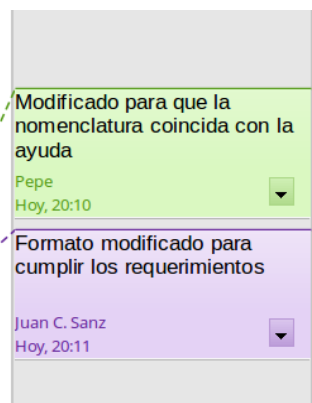 Modificado para que la
nomenclatura coincida con la
ayuda
Pepe
Hoy, 20:10
Formato modificado para
cumplir los requerimientos
Juan C. Sanz
Hoy, 20:11